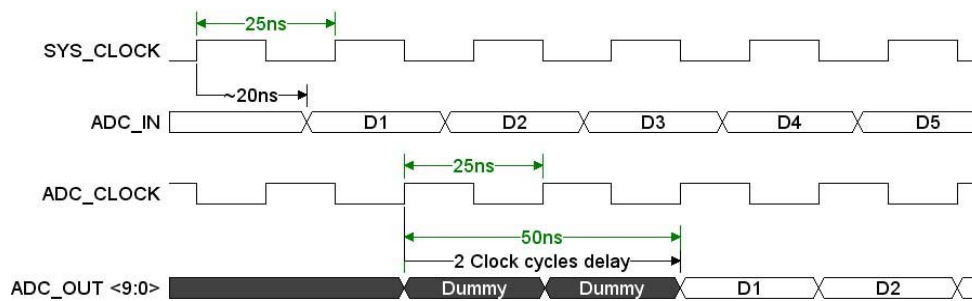 25ns
SYS_CLOCK
~20ns
ADC_IN D1 D2 D3 D4 D5
25ns
ADC_CLOCK
50ns
2 Clock cycles delay
ADC_OUT <9:0> Dummy Dummy D1 D2